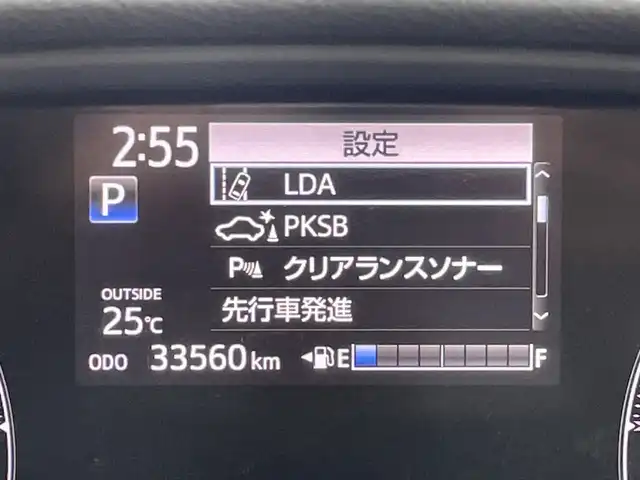 2:55
設定
P
LDA
PKSB
P クリアランスソナー
先行車発進
OUTSIDE
25℃
ODO 33560 km E F